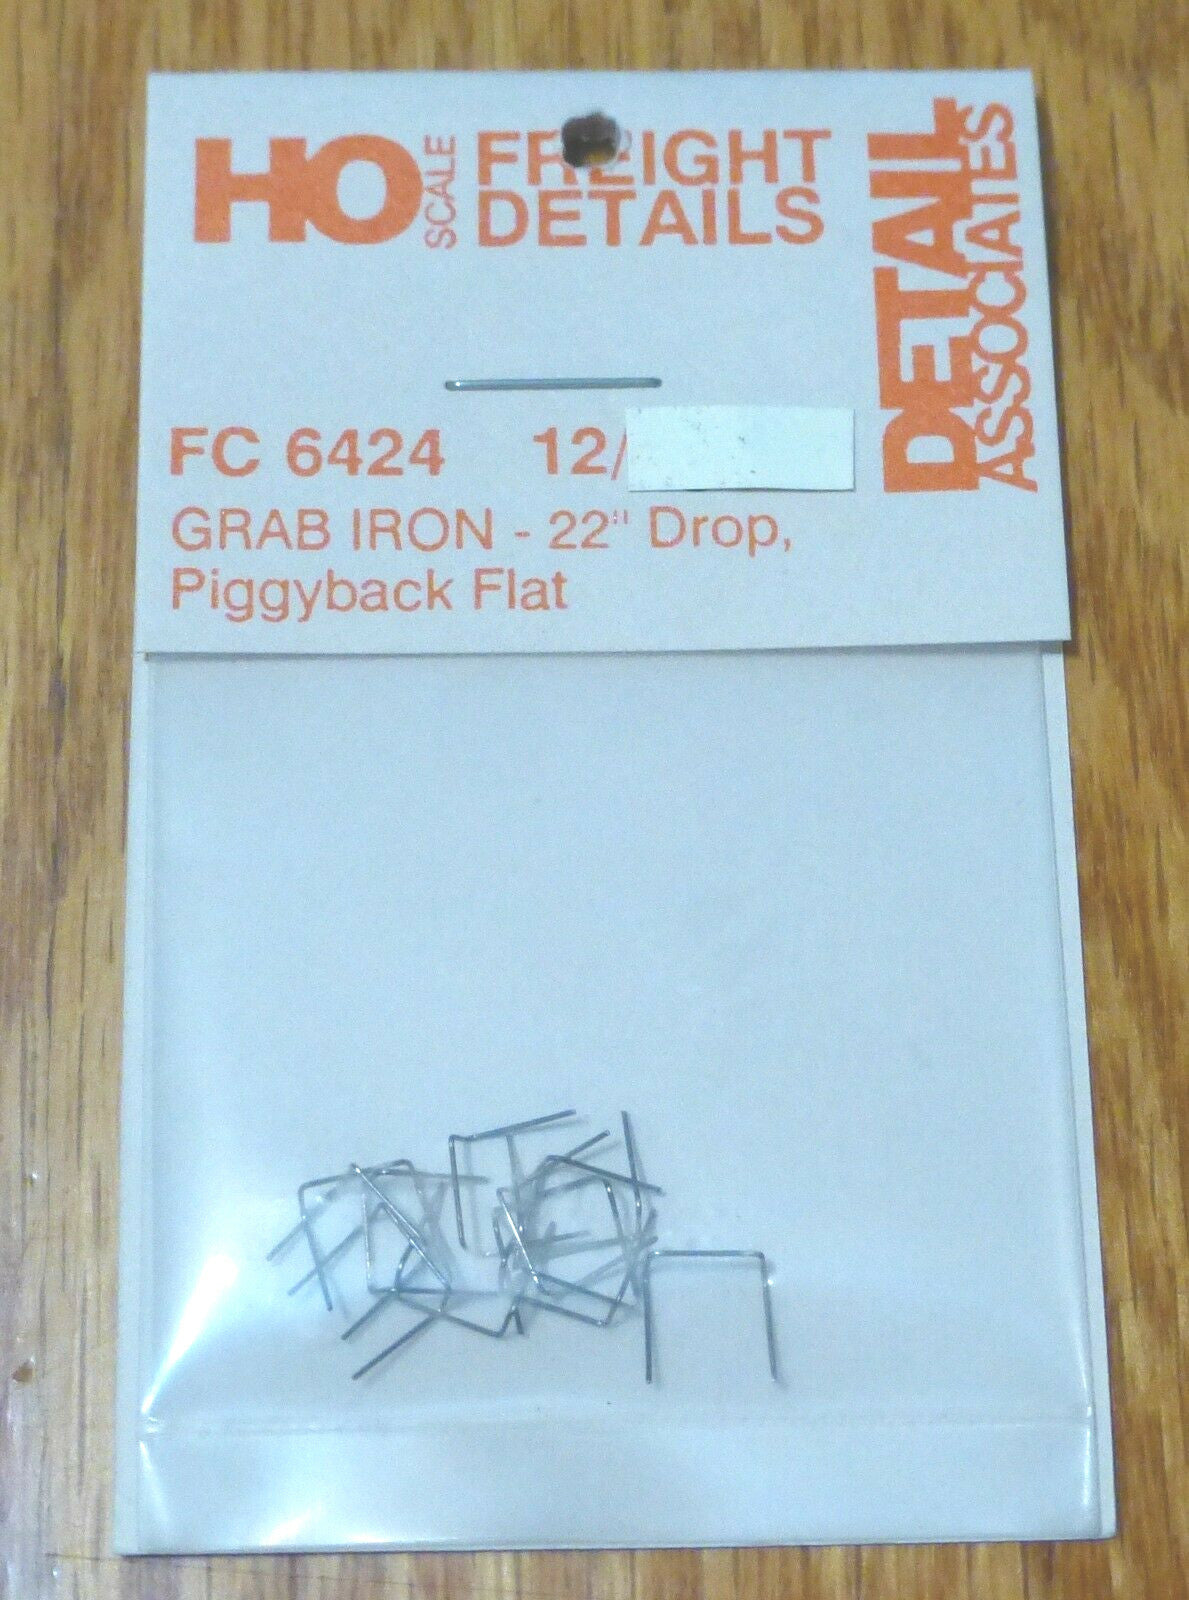 HO SCALE FREIGHT
DETAILS
DETAIL
ASSOCIATES
FC 6424 12/
GRAB IRON - 22" Drop,
Piggyback Flat